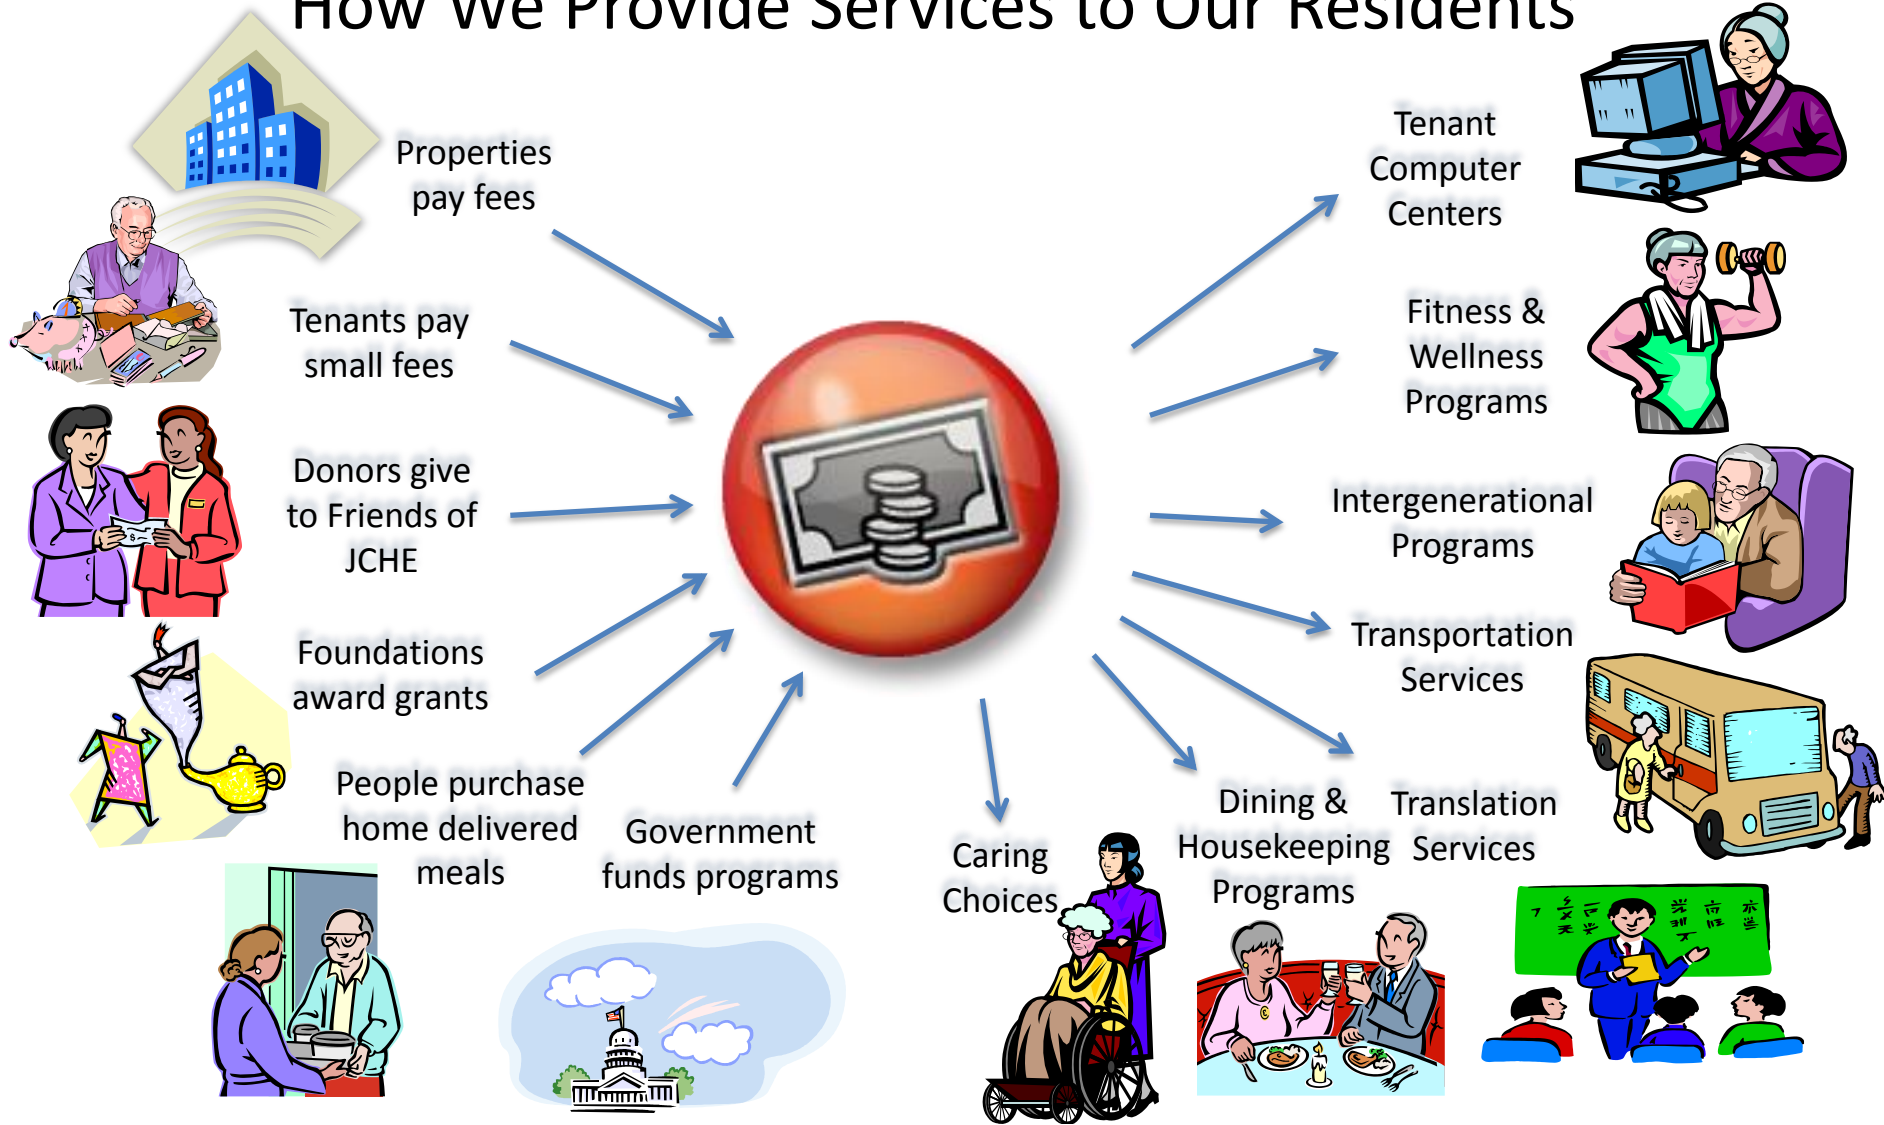 How We Provide Services to Our Residents
Properties
pay fees
Tenants pay
small fees
Donors give
to Friends of
JCHE
Foundations
award grants
People purchase
home delivered
meals
Government
funds programs
Caring
Choices
Dining &
Housekeeping
Programs
Translation
Services
Transportation
Services
Intergenerational
Programs
Fitness &
Wellness
Programs
Tenant
Computer
Centers